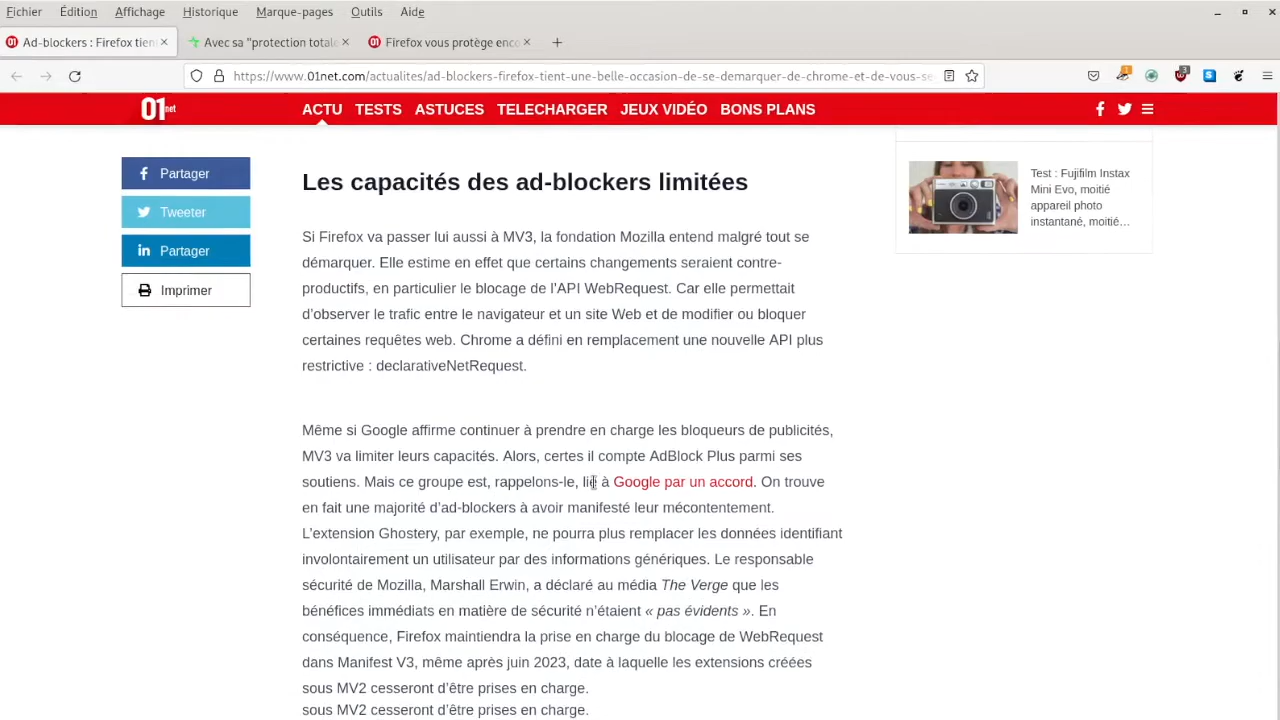 Fichier Édition Affichage Historique Marque-pages Outils Aide
Ad-blockers : Firefox tien
Avec sa "protection totale
Firefox vous protège enco
https://www.01net.com/actualites/ad-blockers-firefox-tient-une-belle-occasion-de-se-demarquer-de-chrome-et-de-vous-se
1
3
01net
ACTU TESTS ASTUCES TELECHARGER JEUX VIDÉO BONS PLANS
Partager
Tweeter
Partager
Imprimer
Les capacités des ad-blockers limitées
Si Firefox va passer lui aussi à MV3, la fondation Mozilla entend malgré tout se
démarquer. Elle estime en effet que certains changements seraient contre-
productifs, en particulier le blocage de l'API WebRequest. Car elle permettait
d’observer le trafic entre le navigateur et un site Web et de modifier ou bloquer
certaines requêtes web. Chrome a défini en remplacement une nouvelle API plus
restrictive : declarativeNetRequest.
Même si Google affirme continuer à prendre en charge les bloqueurs de publicités,
MV3 va limiter leurs capacités. Alors, certes il compte AdBlock Plus parmi ses
soutiens. Mais ce groupe est, rappelons-le, lié à Google par un accord. On trouve
en fait une majorité d’ad-blockers à avoir manifesté leur mécontentement.
L'extension Ghostery, par exemple, ne pourra plus remplacer les données identifiant
involontairement un utilisateur par des informations génériques. Le responsable
sécurité de Mozilla, Marshall Erwin, a déclaré au média The Verge que les
bénéfices immédiats en matière de sécurité n’étaient « pas évidents ». En
conséquence, Firefox maintiendra la prise en charge du blocage de WebRequest
dans Manifest V3, même après juin 2023, date à laquelle les extensions créées
sous MV2 cesseront d’être prises en charge.
sous MV2 cesseront d’être prises en charge.
Test : Fujifilm Instax
Mini Evo, moitié
appareil photo
instantané, moitié...